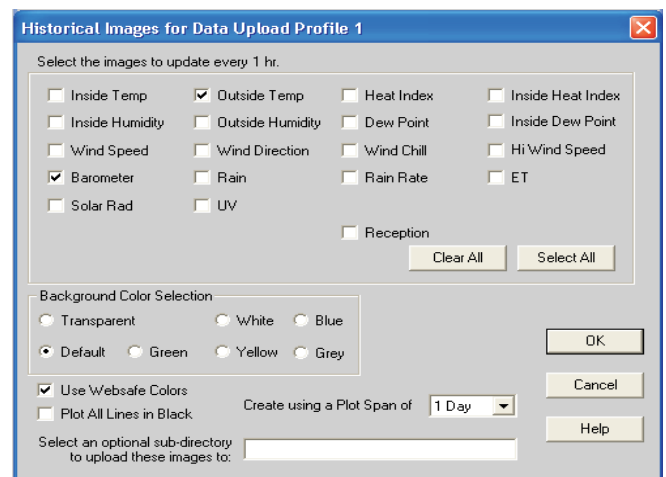 Historical Images for Data Upload Profile 1
Select the images to update every 1 hr.
Inside Temp Outside Temp Heat Index Inside Heat Index
Inside Humidity Outside Humidity Dew Point Inside Dew Point
Wind Speed Wind Direction Wind Chill Hi Wind Speed
Barometer Rain Rain Rate ET
Solar Rad UV
Reception
Clear All Select All
Background Color Selection
Transparent White Blue
Default Green Yellow Grey
OK
Use Websafe Colors
Cancel
Plot All Lines in Black
Create using a Plot Span of 1 Day
Help
Select an optional sub-directory
to upload these images to: